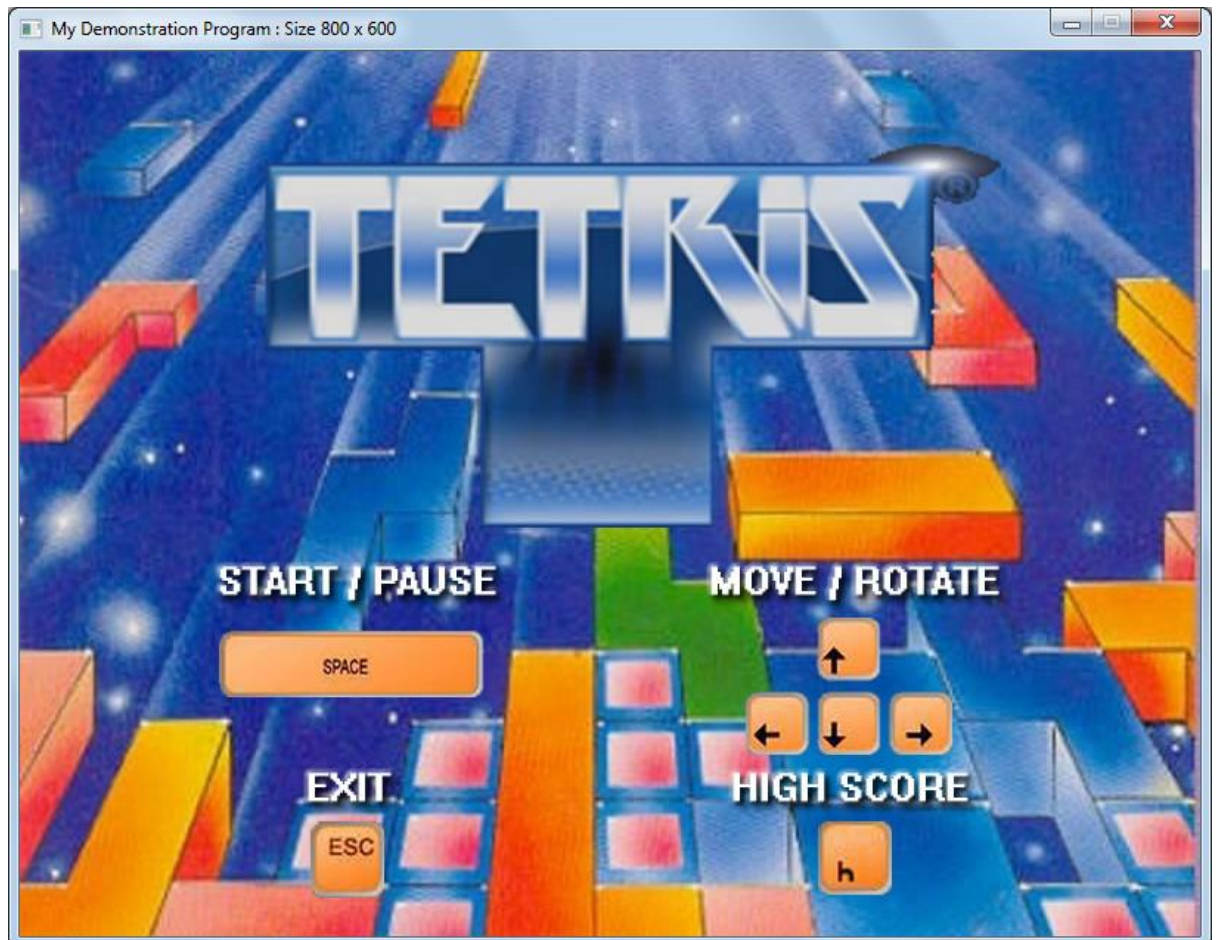 My Demonstration Program : Size 800 x 600
TETRiS
®
START / PAUSE
MOVE / ROTATE
SPACE
↑
← ↓ →
EXIT
HIGH SCORE
ESC
h